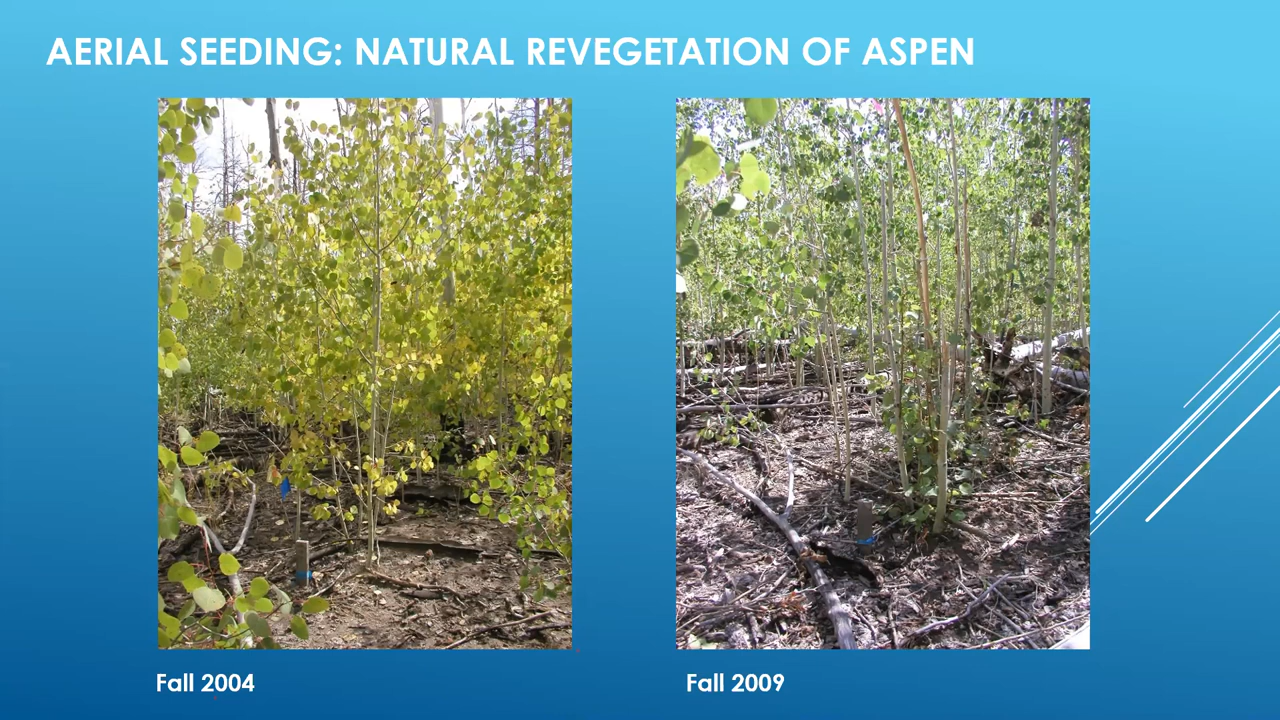 AERIAL SEEDING: NATURAL REVEGETATION OF ASPEN
Fall 2004
Fall 2009